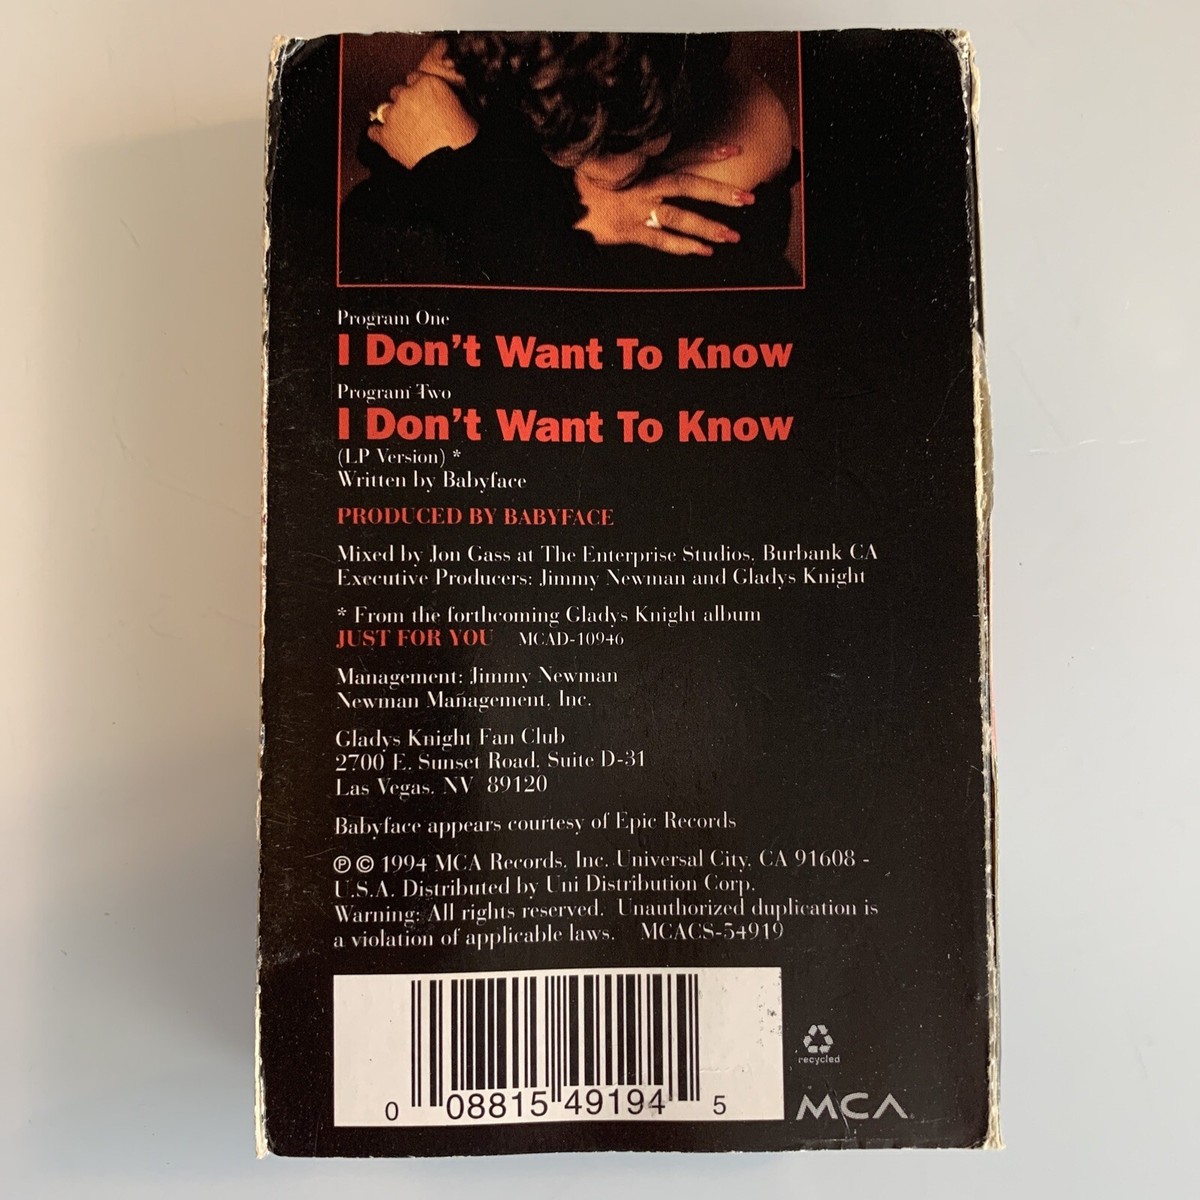 Program One
I Don't Want To Know
Program Two
I Don't Want To Know
(LP Version) *
Written by Babyface
PRODUCED BY BABYFACE
Mixed by Jon Gass at The Enterprise Studios, Burbank CA
Executive Producers: Jimmy Newman and Gladys Knight
* From the forthcoming Gladys Knight album
JUST FOR YOU MCAD-10946
Management: Jimmy Newman
Newman Management, Inc.
Gladys Knight Fan Club
2700 E. Sunset Road, Suite D-31
Las Vegas, NV 89120
Babyface appears courtesy of Epic Records
℗ © 1994 MCA Records, Inc. Universal City, CA 91608 -
U.S.A. Distributed by Uni Distribution Corp.
Warning: All rights reserved. Unauthorized duplication is
a violation of applicable laws. MCACS-54919
0 08815 49194 5
recycled
MCA